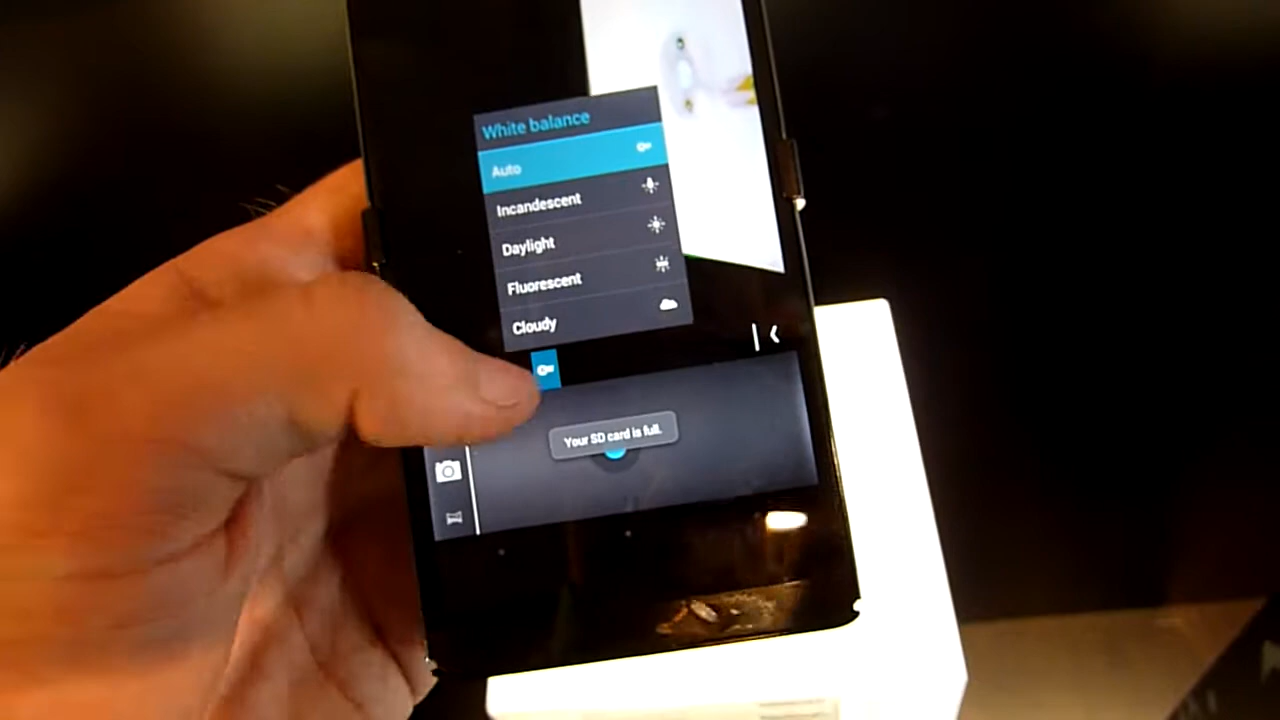 White balance
Auto
Incandescent
Daylight
Fluorescent
Cloudy
Your SD card is full.